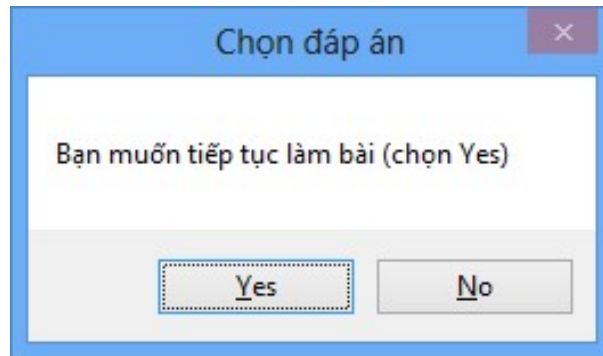 Chọn đáp án
Bạn muốn tiếp tục làm bài (chọn Yes)
Yes
No